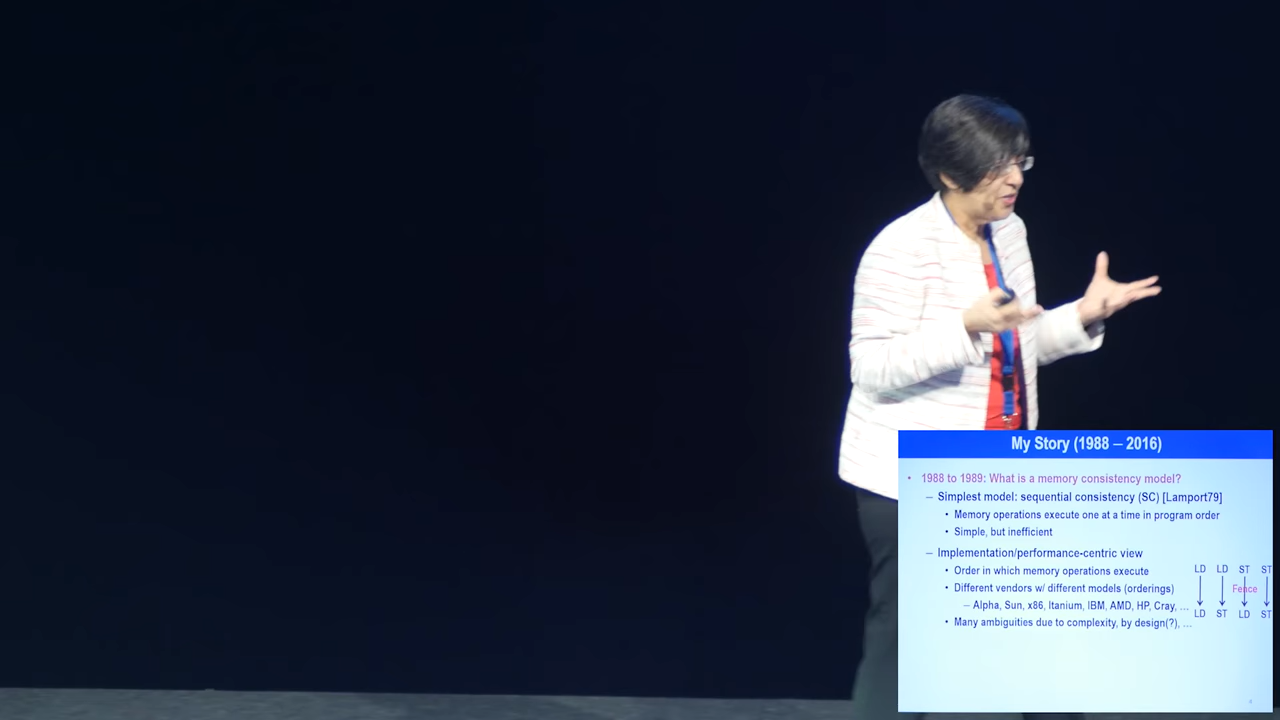 My Story (1988 – 2016)
• 1988 to 1989: What is a memory consistency model?
– Simplest model: sequential consistency (SC) [Lamport79]
• Memory operations execute one at a time in program order
• Simple, but inefficient
– Implementation/performance-centric view
• Order in which memory operations execute
• Different vendors w/ different models (orderings)
– Alpha, Sun, x86, Itanium, IBM, AMD, HP, Cray, ...
• Many ambiguities due to complexity, by design(?), ...
LD LD ST ST
Fence
LD ST LD ST